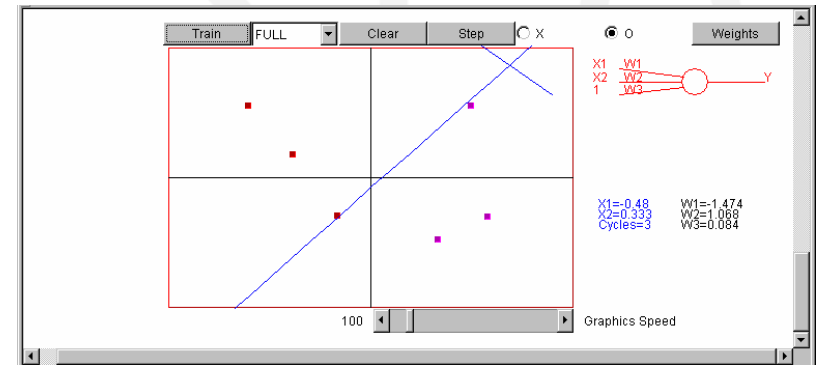 Train FULL Clear Step X O Weights
X1 W1
X2 W2 Y
1 W3
X1=-0.48 W1=-1.474
X2=0.333 W2=1.068
Cycles=3 W3=0.084
100 Graphics Speed